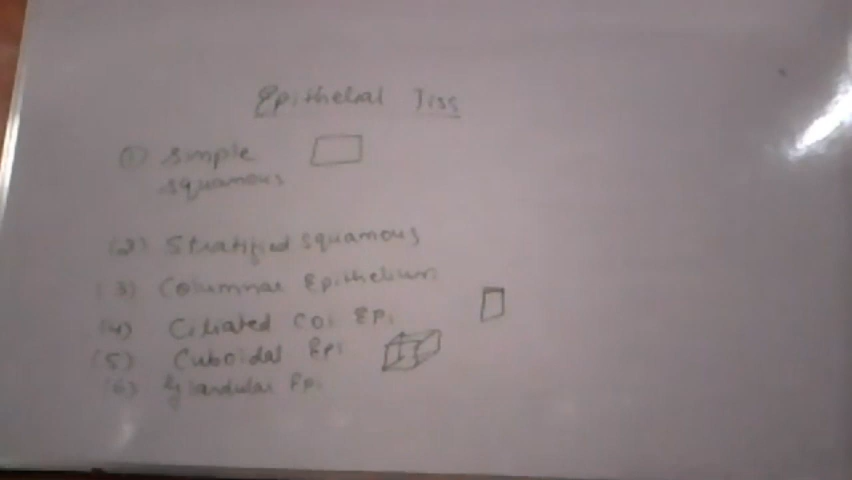 Epithelial Tiss
(1) Simple
squamous
(2) Stratified squamous
(3) Columnar Epithelium
(4) Ciliated Col Epi
(5) Cuboidal Epi
(6) Glandular Epi